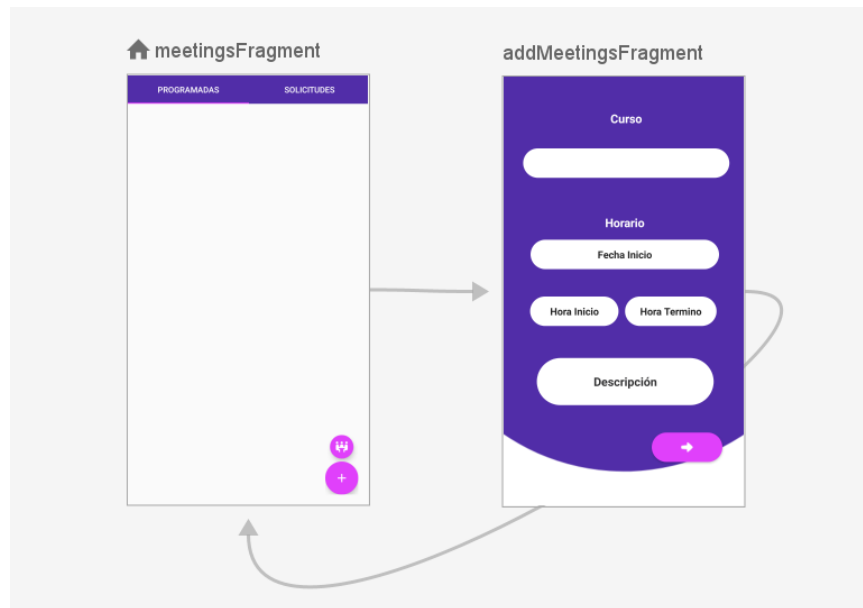 meetingsFragment
PROGRAMADAS SOLICITUDES
+
addMeetingsFragment
Curso
Horario
Fecha Inicio
Hora Inicio Hora Termino
Descripción